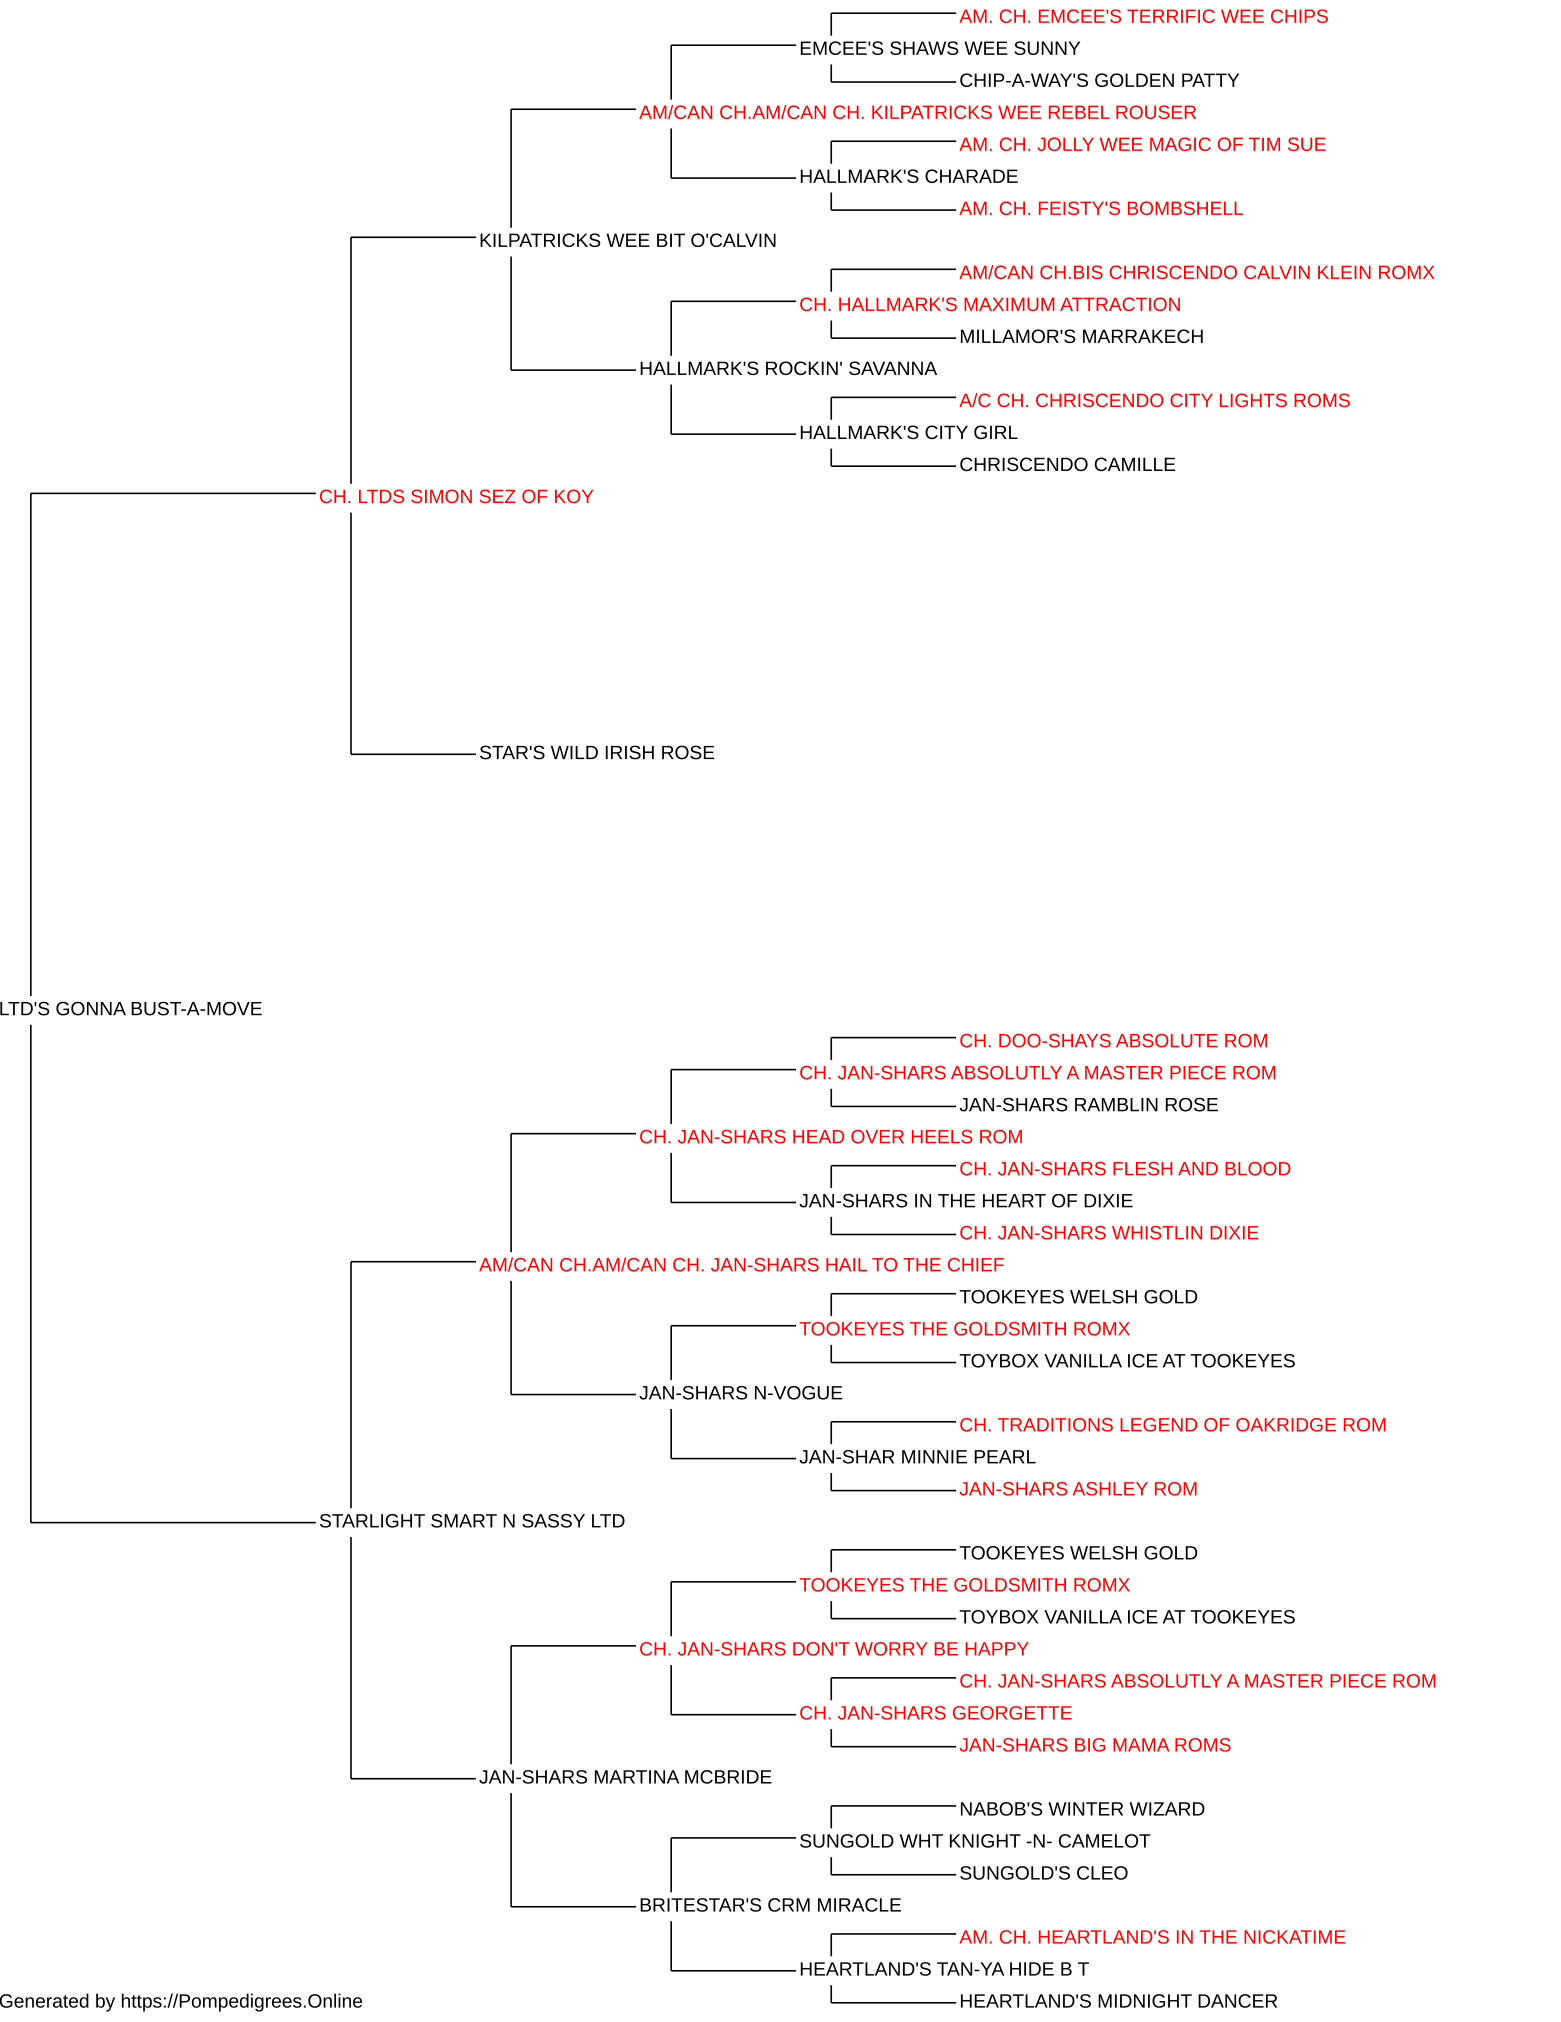 AM. CH. EMCEE'S TERRIFIC WEE CHIPS
EMCEE'S SHAWS WEE SUNNY
CHIP-A-WAY'S GOLDEN PATTY
AM/CAN CH.AM/CAN CH. KILPATRICKS WEE REBEL ROUSER
AM. CH. JOLLY WEE MAGIC OF TIM SUE
HALLMARK'S CHARADE
AM. CH. FEISTY'S BOMBSHELL
KILPATRICKS WEE BIT O'CALVIN
AM/CAN CH.BIS CHRISCENDO CALVIN KLEIN ROMX
CH. HALLMARK'S MAXIMUM ATTRACTION
MILLAMOR'S MARRAKECH
HALLMARK'S ROCKIN' SAVANNA
A/C CH. CHRISCENDO CITY LIGHTS ROMS
HALLMARK'S CITY GIRL
CHRISCENDO CAMILLE
CH. LTDS SIMON SEZ OF KOY
STAR'S WILD IRISH ROSE
LTD'S GONNA BUST-A-MOVE
CH. DOO-SHAYS ABSOLUTE ROM
CH. JAN-SHARS ABSOLUTLY A MASTER PIECE ROM
JAN-SHARS RAMBLIN ROSE
CH. JAN-SHARS HEAD OVER HEELS ROM
CH. JAN-SHARS FLESH AND BLOOD
JAN-SHARS IN THE HEART OF DIXIE
CH. JAN-SHARS WHISTLIN DIXIE
AM/CAN CH.AM/CAN CH. JAN-SHARS HAIL TO THE CHIEF
TOOKEYES WELSH GOLD
TOOKEYES THE GOLDSMITH ROMX
TOYBOX VANILLA ICE AT TOOKEYES
JAN-SHARS N-VOGUE
CH. TRADITIONS LEGEND OF OAKRIDGE ROM
JAN-SHAR MINNIE PEARL
JAN-SHARS ASHLEY ROM
STARLIGHT SMART N SASSY LTD
TOOKEYES WELSH GOLD
TOOKEYES THE GOLDSMITH ROMX
TOYBOX VANILLA ICE AT TOOKEYES
CH. JAN-SHARS DON'T WORRY BE HAPPY
CH. JAN-SHARS ABSOLUTLY A MASTER PIECE ROM
CH. JAN-SHARS GEORGETTE
JAN-SHARS BIG MAMA ROMS
JAN-SHARS MARTINA MCBRIDE
NABOB'S WINTER WIZARD
SUNGOLD WHT KNIGHT -N- CAMELOT
SUNGOLD'S CLEO
BRITESTAR'S CRM MIRACLE
AM. CH. HEARTLAND'S IN THE NICKATIME
HEARTLAND'S TAN-YA HIDE B T
HEARTLAND'S MIDNIGHT DANCER
Generated by https://Pompedigrees.Online